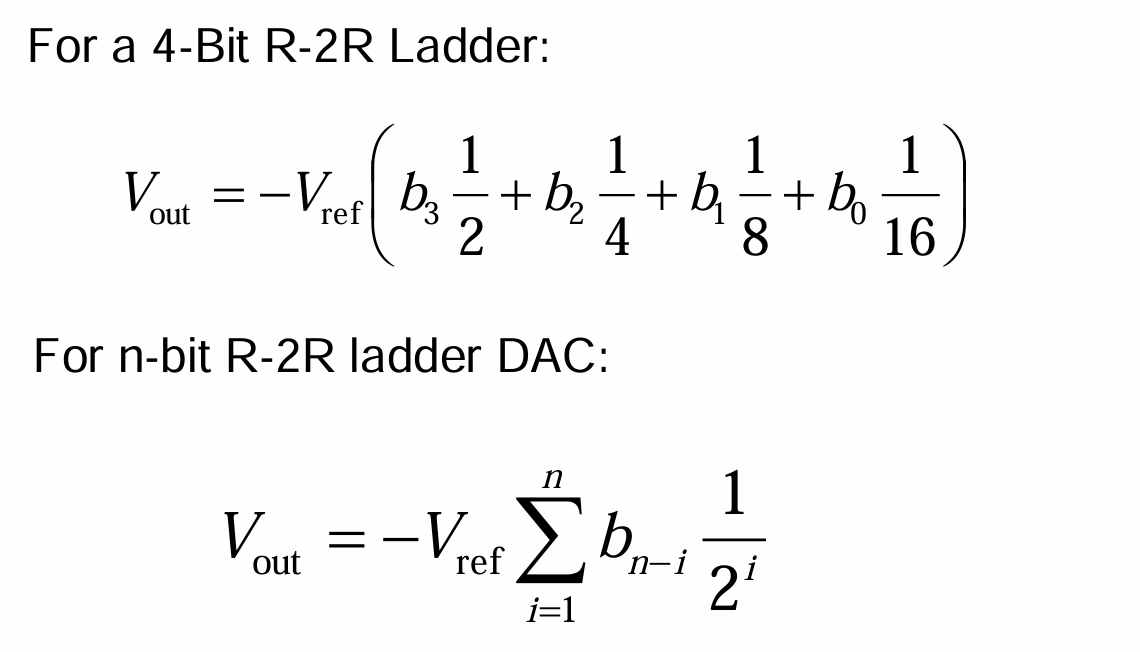 For a 4-Bit R-2R Ladder:
V_out = −V_ref ( b_3 1/2 + b_2 1/4 + b_1 1/8 + b_0 1/16 )
For n-bit R-2R ladder DAC:
V_out = −V_ref ∑_{i=1}^{n} b_{n−i} 1/2^i